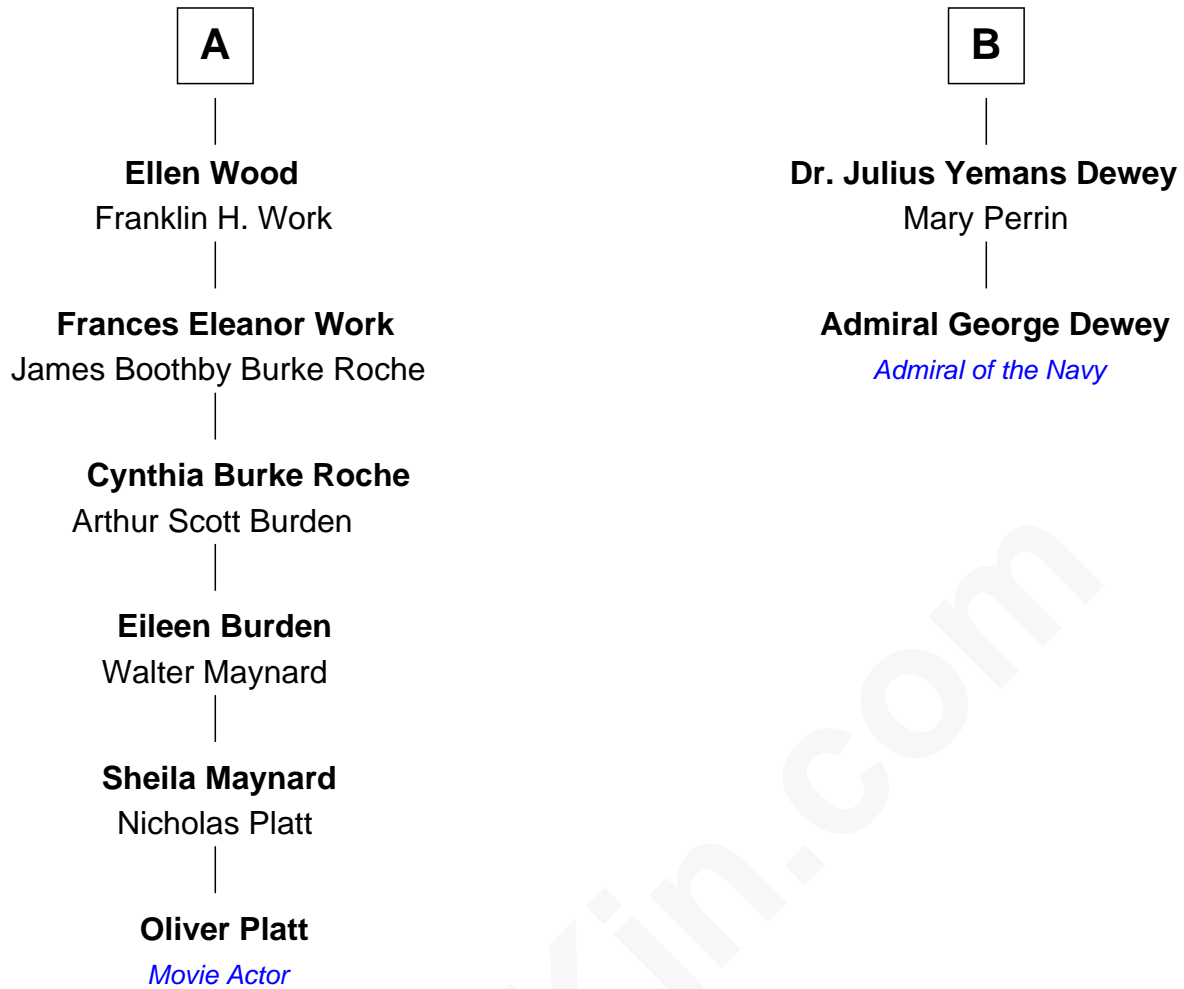 A
Ellen Wood
Franklin H. Work
Frances Eleanor Work
James Boothby Burke Roche
Cynthia Burke Roche
Arthur Scott Burden
Eileen Burden
Walter Maynard
Sheila Maynard
Nicholas Platt
Oliver Platt
Movie Actor
B
Dr. Julius Yemans Dewey
Mary Perrin
Admiral George Dewey
Admiral of the Navy